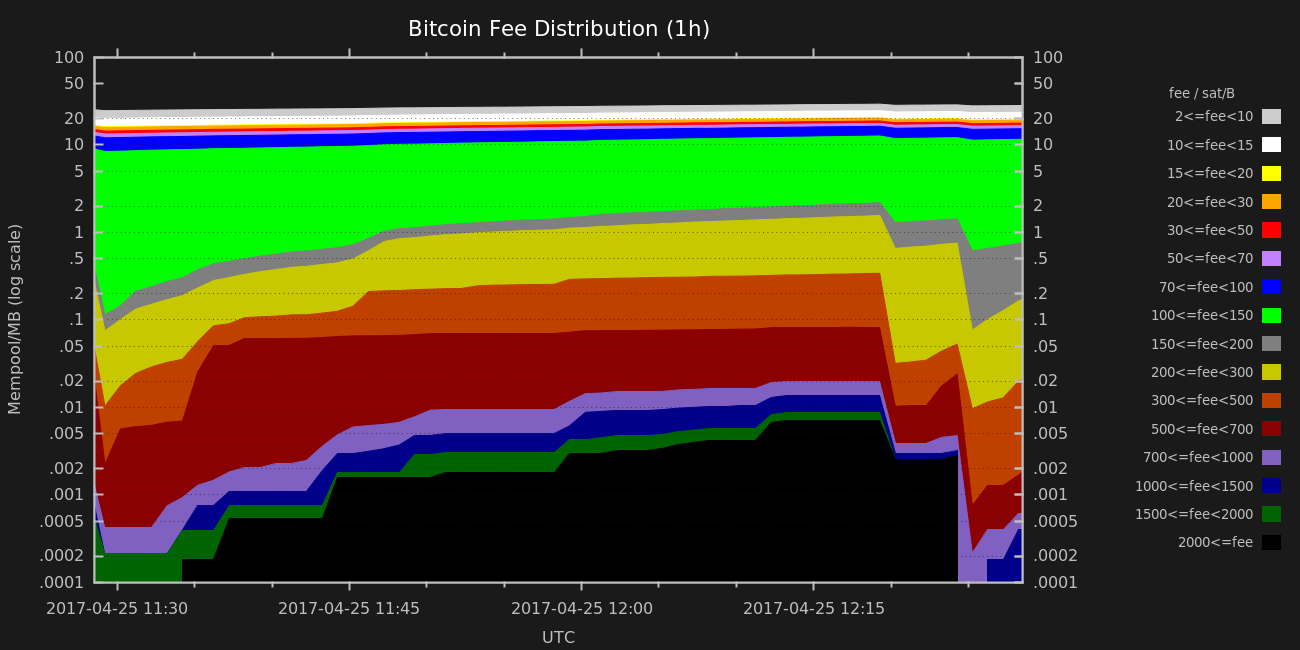 Bitcoin Fee Distribution (1h)
100 100
50 50
20 20
10 10
5 5
2 2
1 1
.5 .5
.2 .2
.1 .1
.05 .05
.02 .02
.01 .01
.005 .005
.002 .002
.001 .001
.0005 .0005
.0002 .0002
.0001 .0001
Mempool/MB (log scale)
2017-04-25 11:30 2017-04-25 11:45 2017-04-25 12:00 2017-04-25 12:15
UTC
fee / sat/B
2<=fee<10
10<=fee<15
15<=fee<20
20<=fee<30
30<=fee<50
50<=fee<70
70<=fee<100
100<=fee<150
150<=fee<200
200<=fee<300
300<=fee<500
500<=fee<700
700<=fee<1000
1000<=fee<1500
1500<=fee<2000
2000<=fee